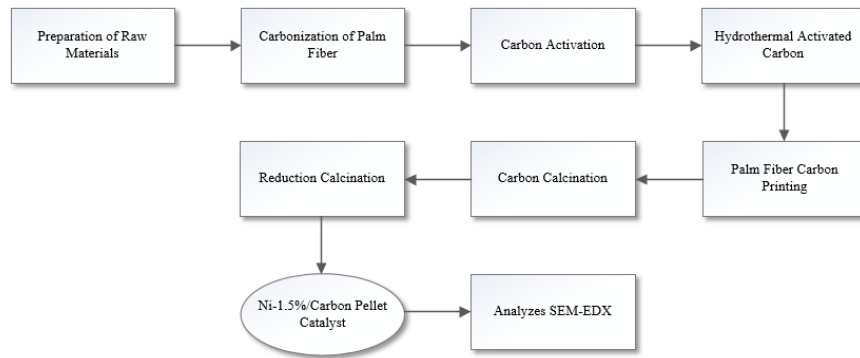 Preparation of Raw
Materials
Carbonization of Palm
Fiber
Carbon Activation
Hydrothermal Activated
Carbon
Palm Fiber Carbon
Printing
Carbon Calcination
Reduction Calcination
Ni-1.5%/Carbon Pellet
Catalyst
Analyzes SEM-EDX